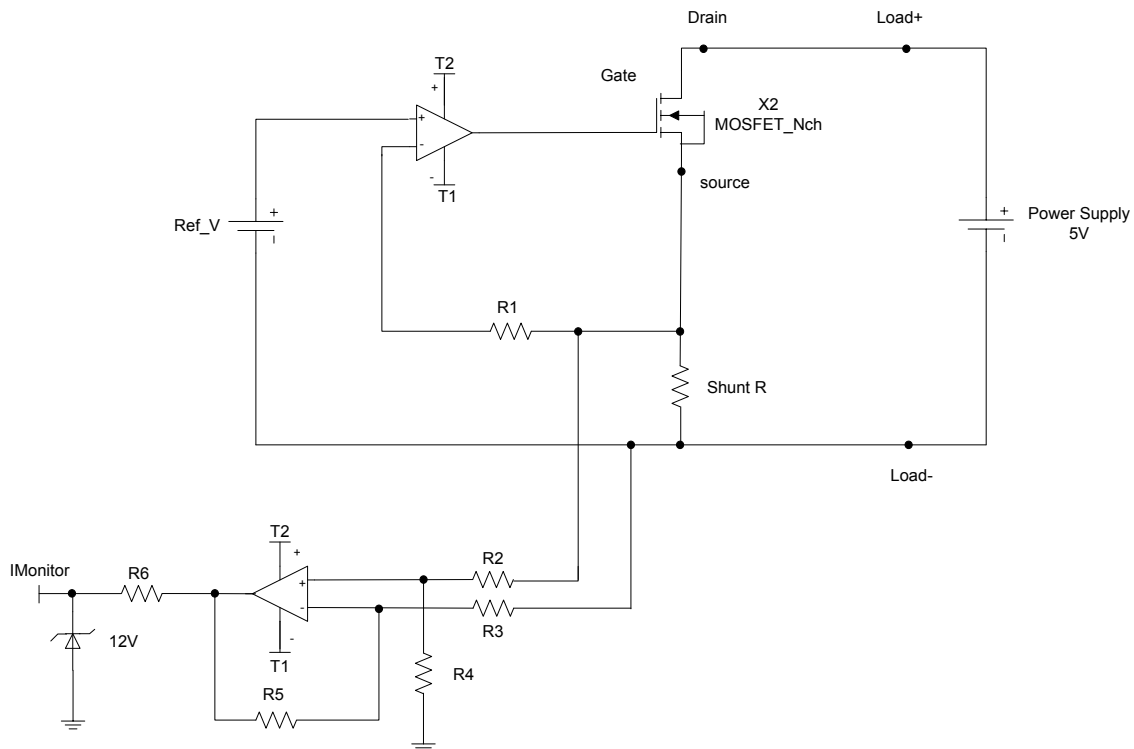 Drain
Load+
T2
Gate
+
X2
MOSFET_Nch
+
-
-
T1
source
+
Ref_V
-
+
Power Supply
5V
-
R1
Shunt R
Load-
T2
+
R2
IMonitor
R6
+
-
R3
12V
-
T1
R4
R5